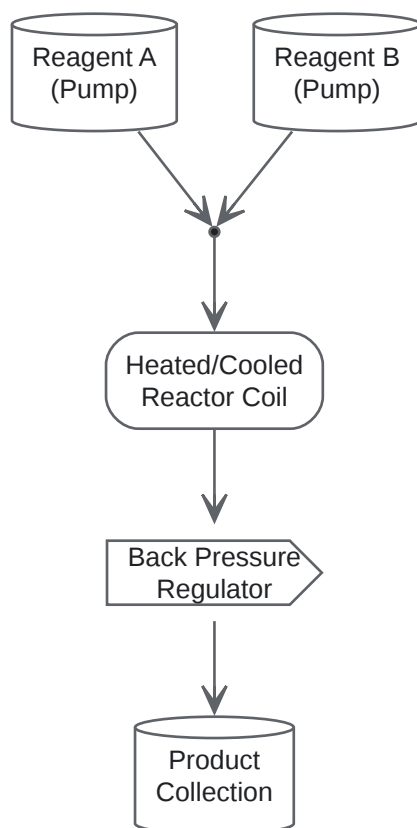 Reagent A
(Pump)
Reagent B
(Pump)
Heated/Cooled
Reactor Coil
Back Pressure
Regulator
Product
Collection